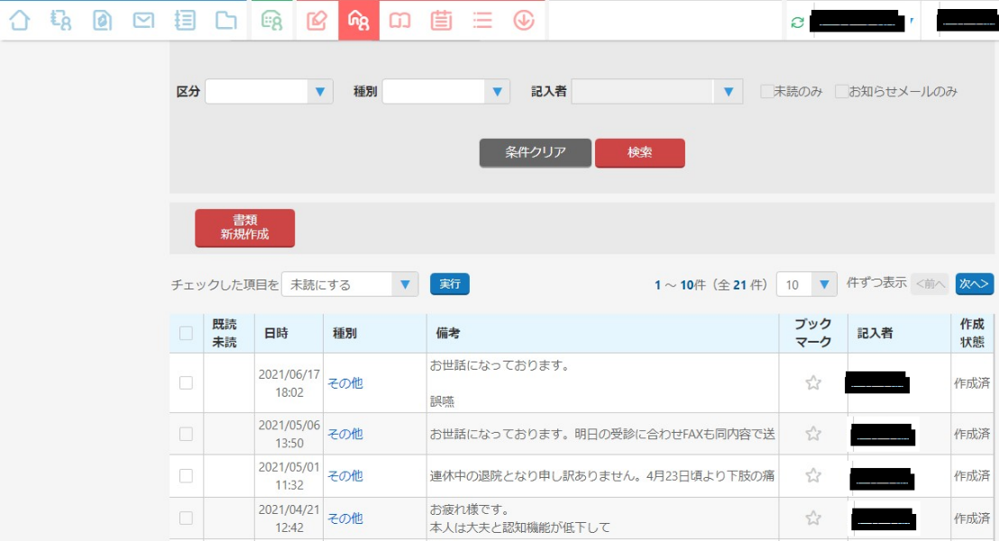 区分 種別 記入者 未読のみ お知らせメールのみ
条件クリア 検索
書類
新規作成
チェックした項目を 未読にする 実行 1 ～ 10件（全 21 件） 10 件ずつ表示 <前へ 次へ>
既読
未読
日時 種別 備考
ブック
マーク
記入者
作成
状態
2021/06/17
18:02
その他
お世話になっております。
誤嚥
作成済
2021/05/06
13:50
その他 お世話になっております。明日の受診に合わせFAXも同内容で送 作成済
2021/05/01
11:32
その他 連休中の退院となり申し訳ありません。4月23日頃より下肢の痛 作成済
2021/04/21
12:42
その他
お疲れ様です。
本人は大夫と認知機能が低下して
作成済